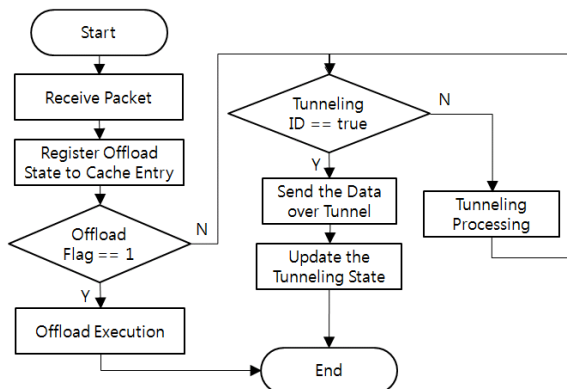 Start
Receive Packet
Register Offload
State to Cache Entry
Offload
Flag == 1
N
Y
Offload Execution
Tunneling
ID == true
N
Y
Send the Data
over Tunnel
Tunneling
Processing
Update the
Tunneling State
End